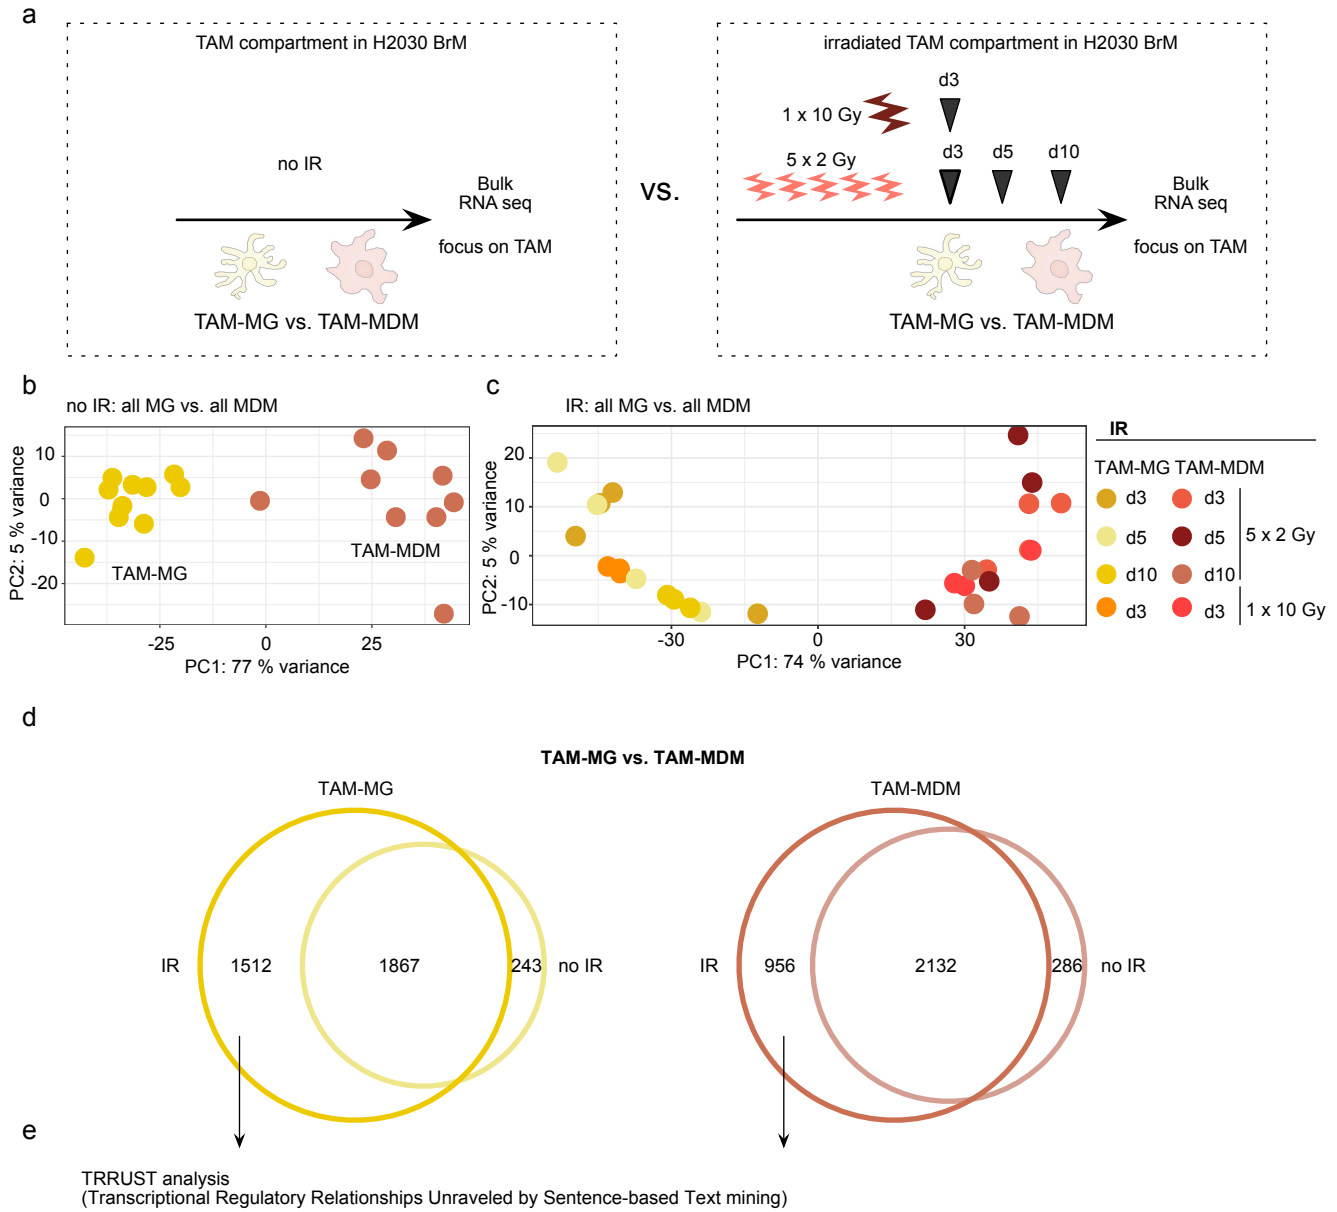 a
TAM compartment in H2030 BrM
no IR
Bulk
RNA seq
focus on TAM
TAM-MG vs. TAM-MDM
vs.
irradiated TAM compartment in H2030 BrM
d3
1 x 10 Gy
5 x 2 Gy
d3 d5 d10
Bulk
RNA seq
focus on TAM
TAM-MG vs. TAM-MDM
b
no IR: all MG vs. all MDM
PC2: 5 % variance
10
0
-10
-20
TAM-MG
TAM-MDM
-25 0 25
PC1: 77 % variance
c
IR: all MG vs. all MDM
PC2: 5 % variance
20
10
0
-10
-30 0 30
PC1: 74 % variance
IR
TAM-MG TAM-MDM
d3 d3
d5 d5
d10 d10
5 x 2 Gy
d3 d3
1 x 10 Gy
d
TAM-MG vs. TAM-MDM
TAM-MG
IR 1512 1867 243 no IR
TAM-MDM
IR 956 2132 286 no IR
e
TRRUST analysis
(Transcriptional Regulatory Relationships Unraveled by Sentence-based Text mining)